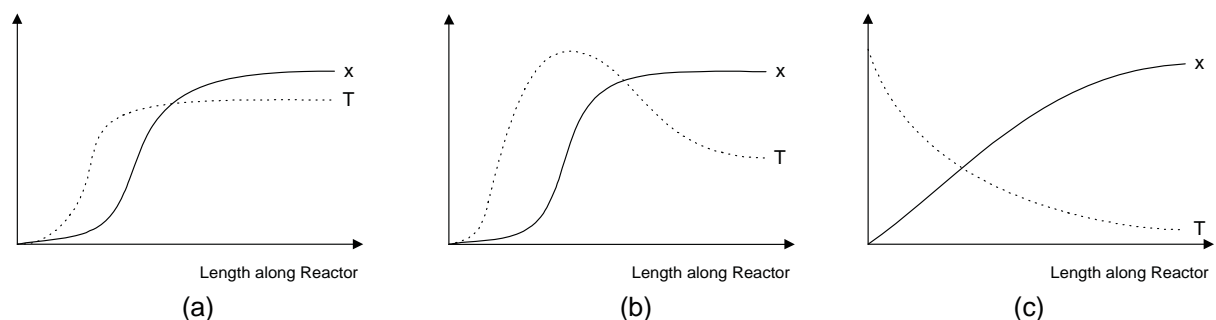 x
T
Length along Reactor
(a)
x
T
Length along Reactor
(b)
x
T
Length along Reactor
(c)